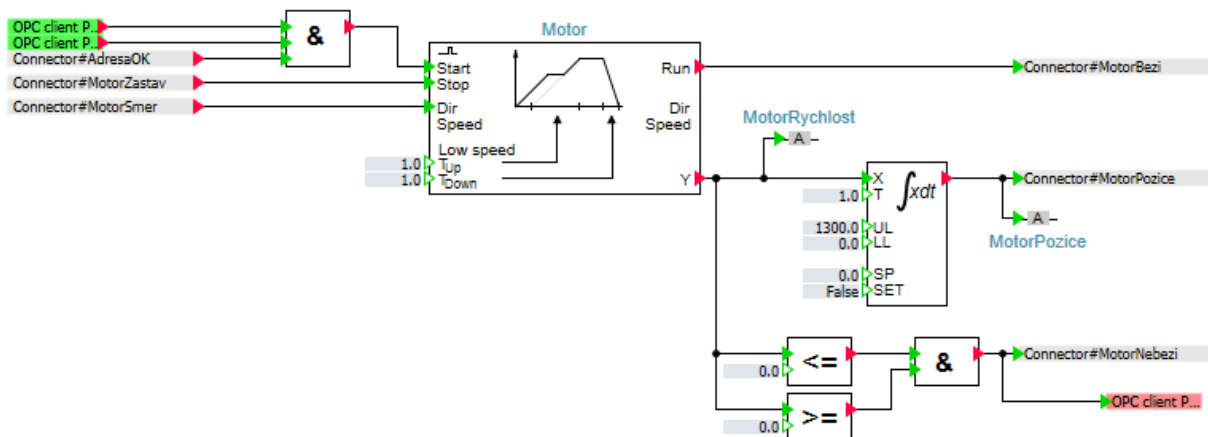 OPC client P...
OPC client P...
Connector#AdresaOK
Connector#MotorZastav
Connector#MotorSmer
&
Motor
Start
Stop
Dir
Speed
Low speed
1.0 TUp
1.0 TDown
Run
Dir
Speed
Y
Connector#MotorBezi
MotorRychlost
A
X
1.0 T
1300.0 UL
0.0 LL
0.0 SP
False SET
∫xdt
Connector#MotorPozice
A
MotorPozice
<=
0.0
>=
0.0
&
Connector#MotorNebezi
OPC client P...